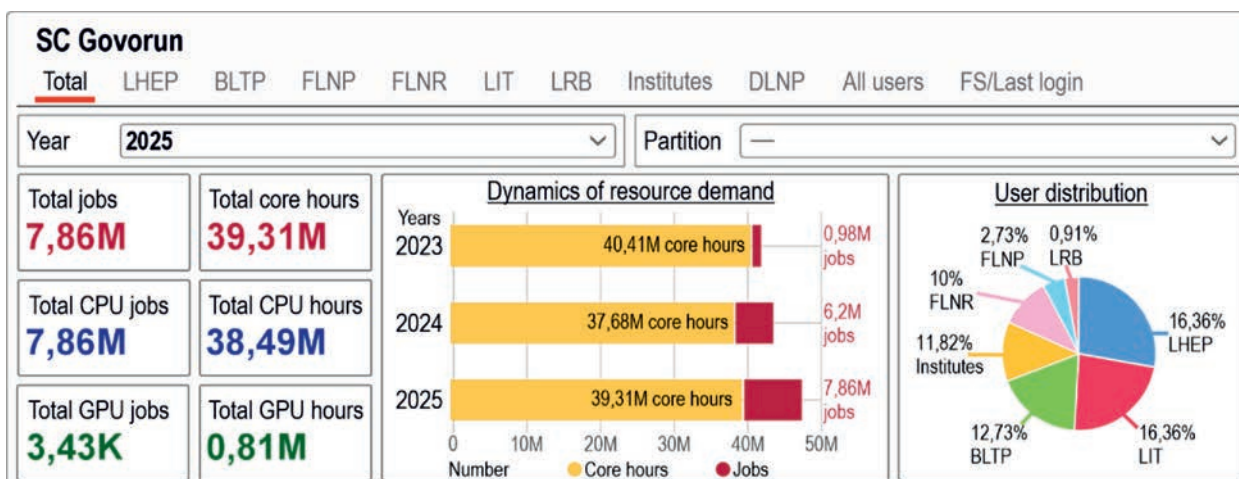 SC Govorun
Total LHEP BLTP FLNP FLNR LIT LRB Institutes DLNP All users FS/Last login
Year 2025 Partition —
Total jobs
7,86M
Total core hours
39,31M
Total CPU jobs
7,86M
Total CPU hours
38,49M
Total GPU jobs
3,43K
Total GPU hours
0,81M
Dynamics of resource demand
Years
2023 40,41M core hours 0,98M
jobs
2024 37,68M core hours 6,2M
jobs
2025 39,31M core hours 7,86M
jobs
0 10M 20M 30M 40M 50M
Number Core hours Jobs
User distribution
2,73%
FLNP
0,91%
LRB
10%
FLNR
16,36%
LHEP
11,82%
Institutes
12,73%
BLTP
16,36%
LIT